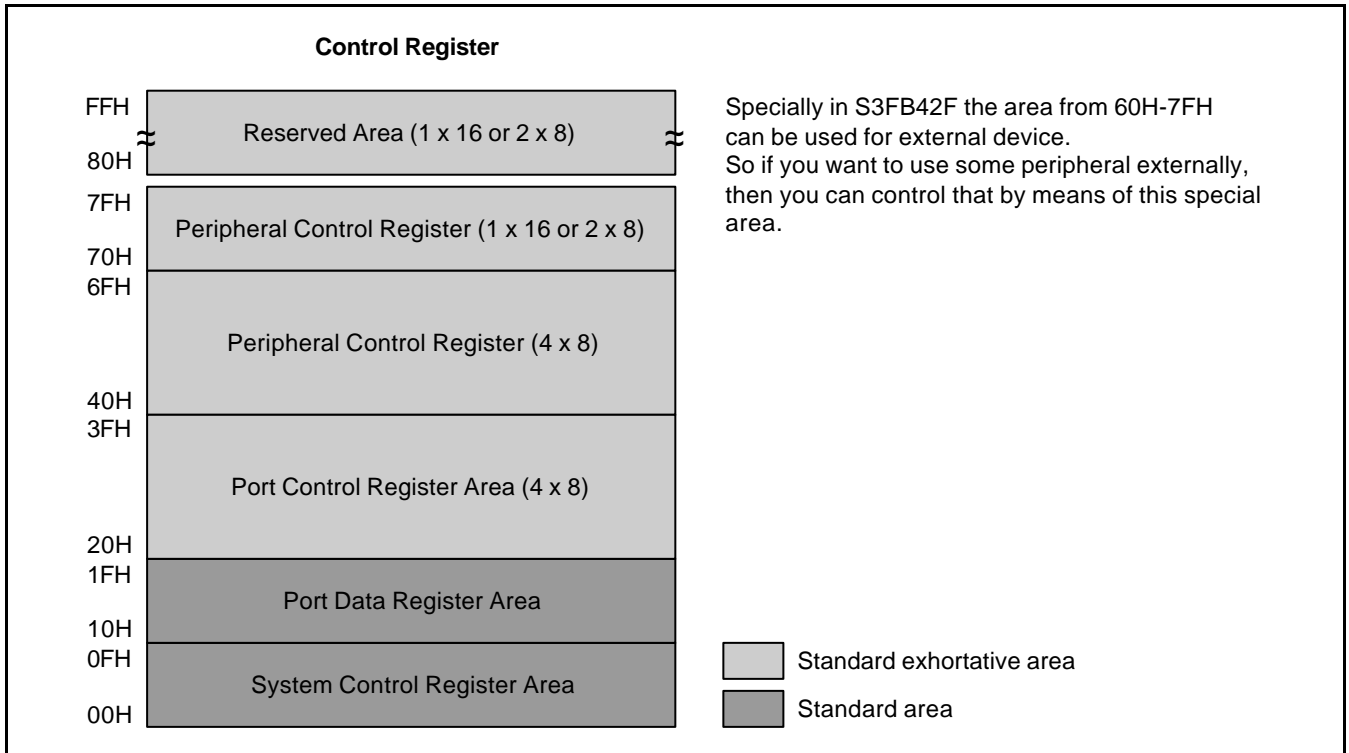 Control Register
FFH
Reserved Area (1 x 16 or 2 x 8)
80H
7FH
Peripheral Control Register (1 x 16 or 2 x 8)
70H
6FH
Peripheral Control Register (4 x 8)
40H
3FH
Port Control Register Area (4 x 8)
20H
1FH
Port Data Register Area
10H
0FH
System Control Register Area
00H
Specially in S3FB42F the area from 60H-7FH
can be used for external device.
So if you want to use some peripheral externally,
then you can control that by means of this special
area.
Standard exhortative area
Standard area